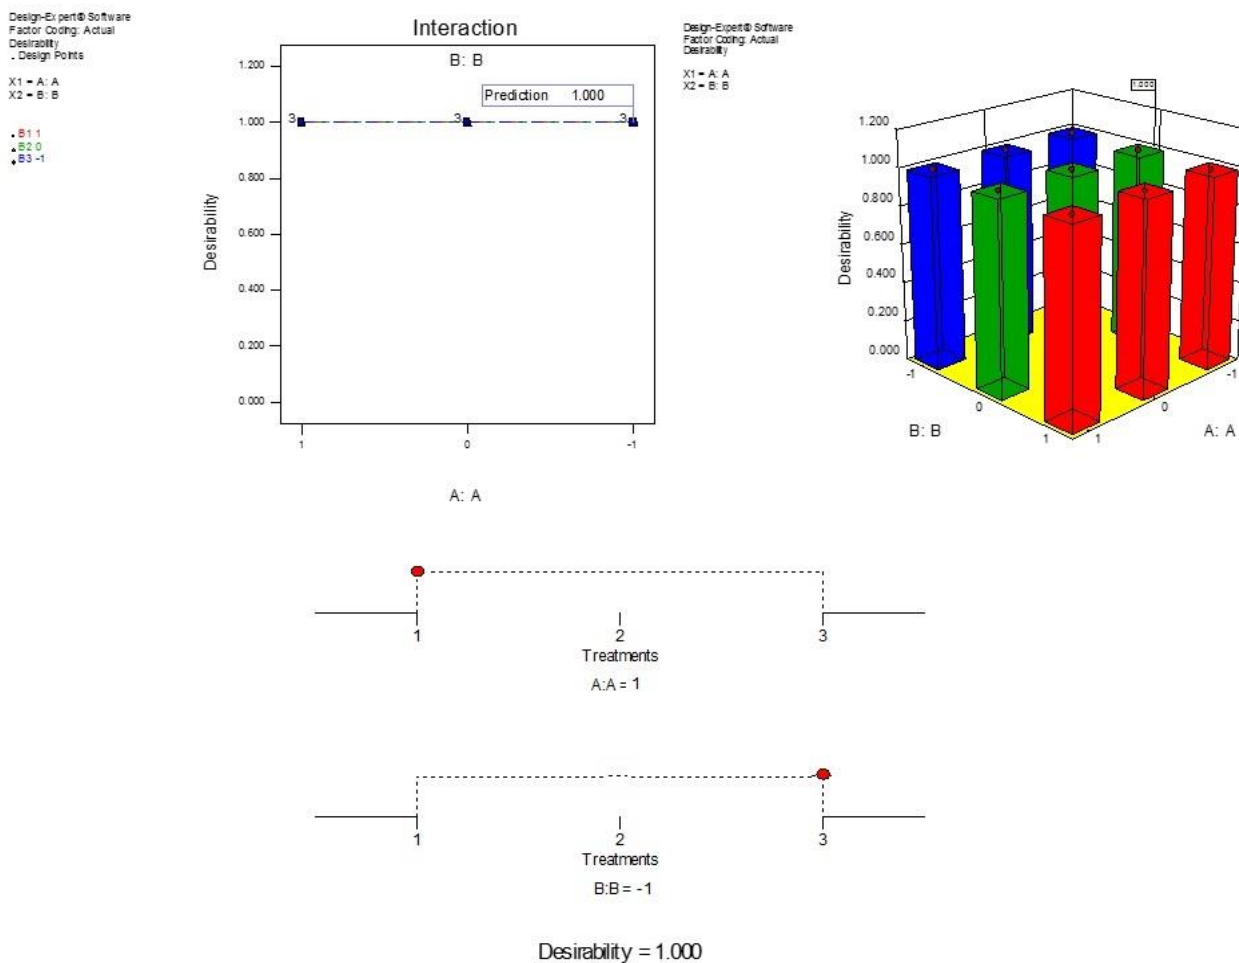 Design-Expert® Software
Factor Coding: Actual
Desirability
Design Points
X1 = A: A
X2 = B: B
B1 1
B2 0
B3 -1
Interaction
B: B
Prediction 1.000
1.200
1.000
0.800
0.600
0.400
0.200
0.000
Desirability
3 3 3
1 0 -1
A: A
Design-Expert® Software
Factor Coding: Actual
Desirability
X1 = A: A
X2 = B: B
1.000
1.200
1.000
0.800
0.600
0.400
0.200
0.000
Desirability
-1
0
1
B: B
1
0
-1
A: A
1 2 3
Treatments
A:A = 1
1 2 3
Treatments
B:B = -1
Desirability = 1.000